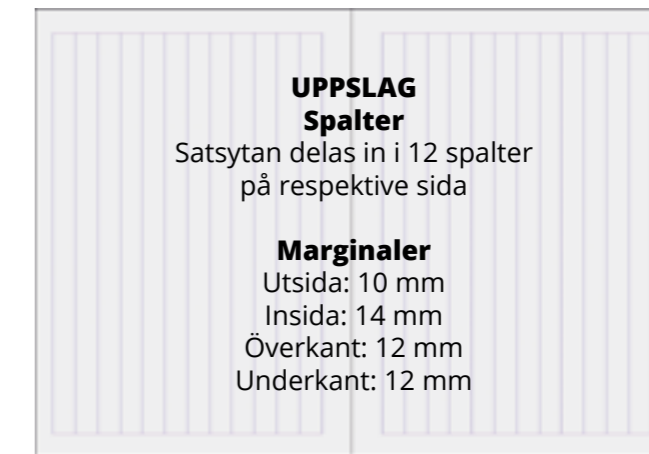 UPPSLAG
Spalter
Satsytan delas in i 12 spalter
på respektive sida
Marginaler
Utsida: 10 mm
Insida: 14 mm
Överkant: 12 mm
Underkant: 12 mm